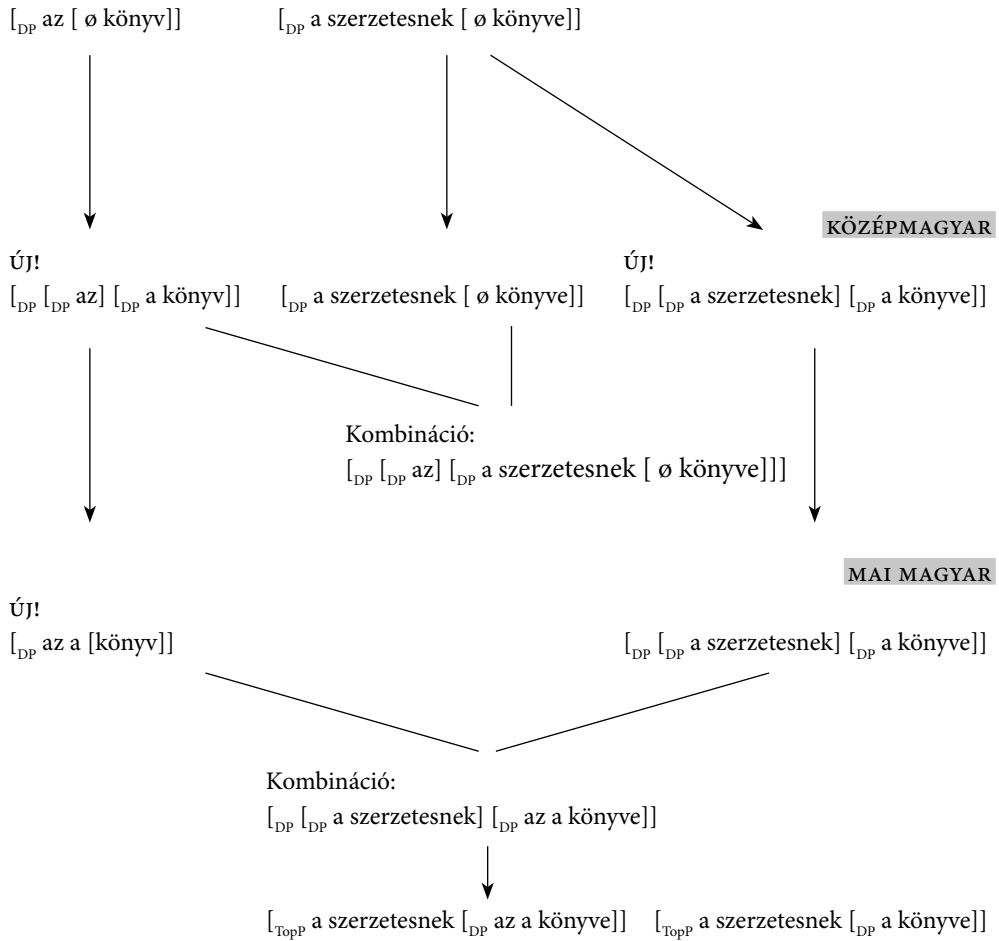 [DP az [ ø könyv]] [DP a szerzetesnek [ ø könyve]]
KÖZÉPMAGYAR
ÚJ! ÚJ!
[DP [DP az] [DP a könyv]] [DP a szerzetesnek [ ø könyve]] [DP [DP a szerzetesnek] [DP a könyve]]
Kombináció:
[DP [DP az] [DP a szerzetesnek [ ø könyve]]]
MAI MAGYAR
ÚJ!
[DP az a [könyv]] [DP [DP a szerzetesnek] [DP a könyve]]
Kombináció:
[DP [DP a szerzetesnek] [DP az a könyve]]
[TopP a szerzetesnek [DP az a könyve]] [TopP a szerzetesnek [DP a könyve]]